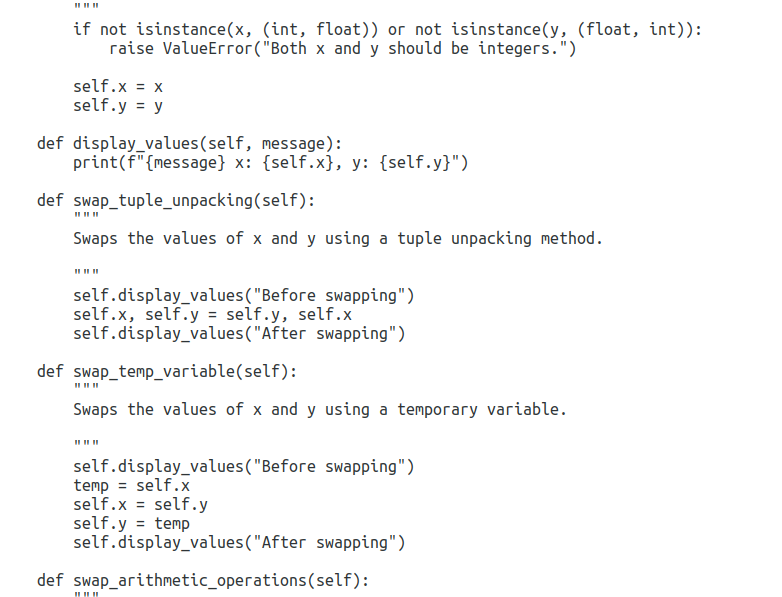 """
if not isinstance(x, (int, float)) or not isinstance(y, (float, int)):
raise ValueError("Both x and y should be integers.")
self.x = x
self.y = y
def display_values(self, message):
print(f"{message} x: {self.x}, y: {self.y}")
def swap_tuple_unpacking(self):
"""
Swaps the values of x and y using a tuple unpacking method.
"""
self.display_values("Before swapping")
self.x, self.y = self.y, self.x
self.display_values("After swapping")
def swap_temp_variable(self):
"""
Swaps the values of x and y using a temporary variable.
"""
self.display_values("Before swapping")
temp = self.x
self.x = self.y
self.y = temp
self.display_values("After swapping")
def swap_arithmetic_operations(self):
"""